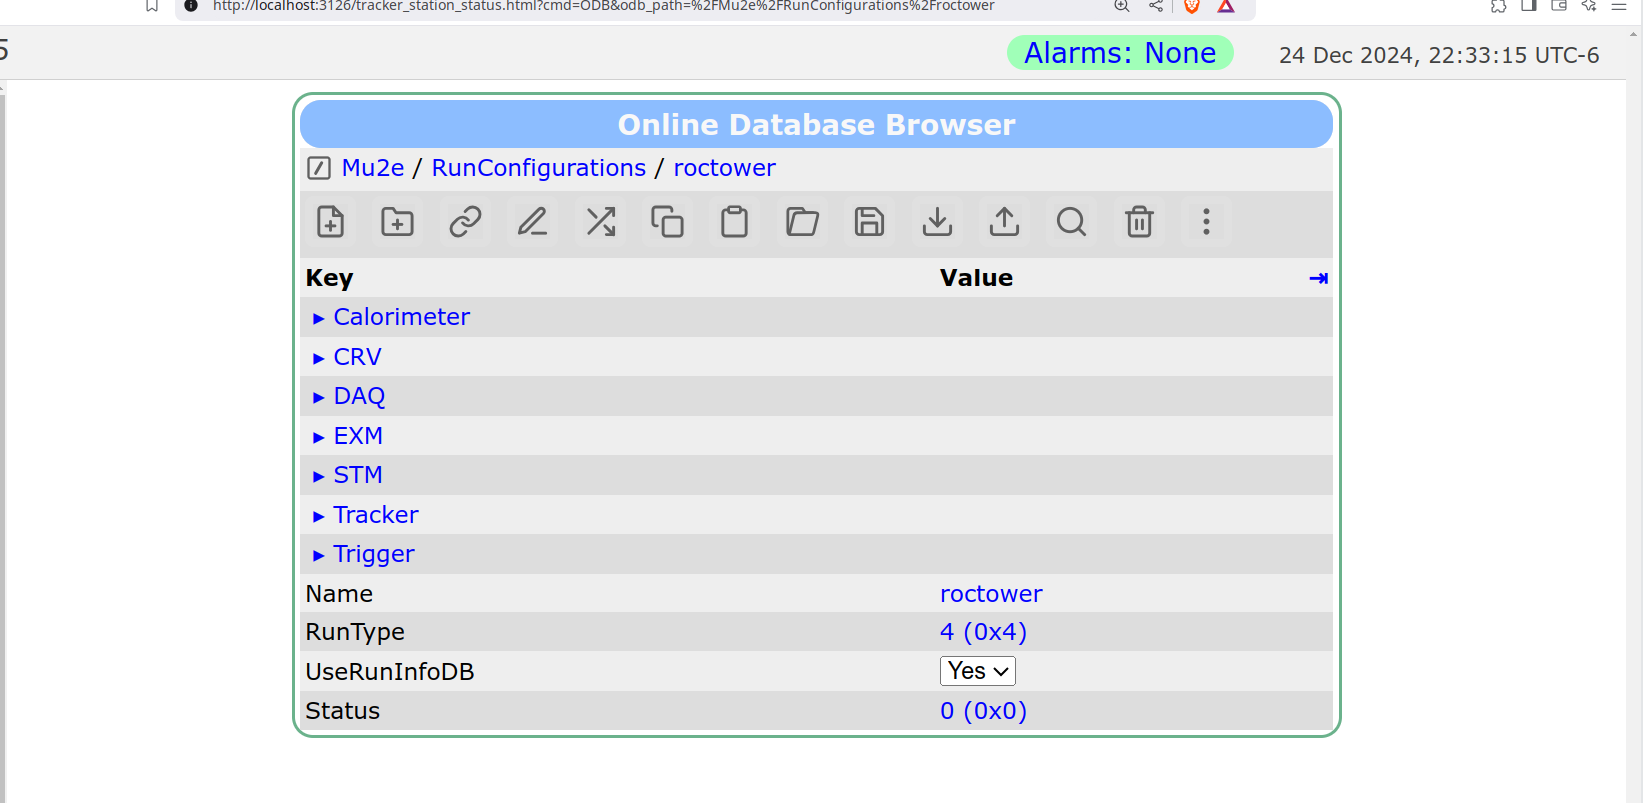 http://localhost:3126/tracker_station_status.html?cmd=ODB&odb_path=%2FMu2e%2FRunConfigurations%2Froctower
5
Alarms: None
24 Dec 2024, 22:33:15 UTC-6
Online Database Browser
Mu2e / RunConfigurations / roctower
Key Value
Calorimeter
CRV
DAQ
EXM
STM
Tracker
Trigger
Name roctower
RunType 4 (0x4)
UseRunInfoDB Yes
Status 0 (0x0)